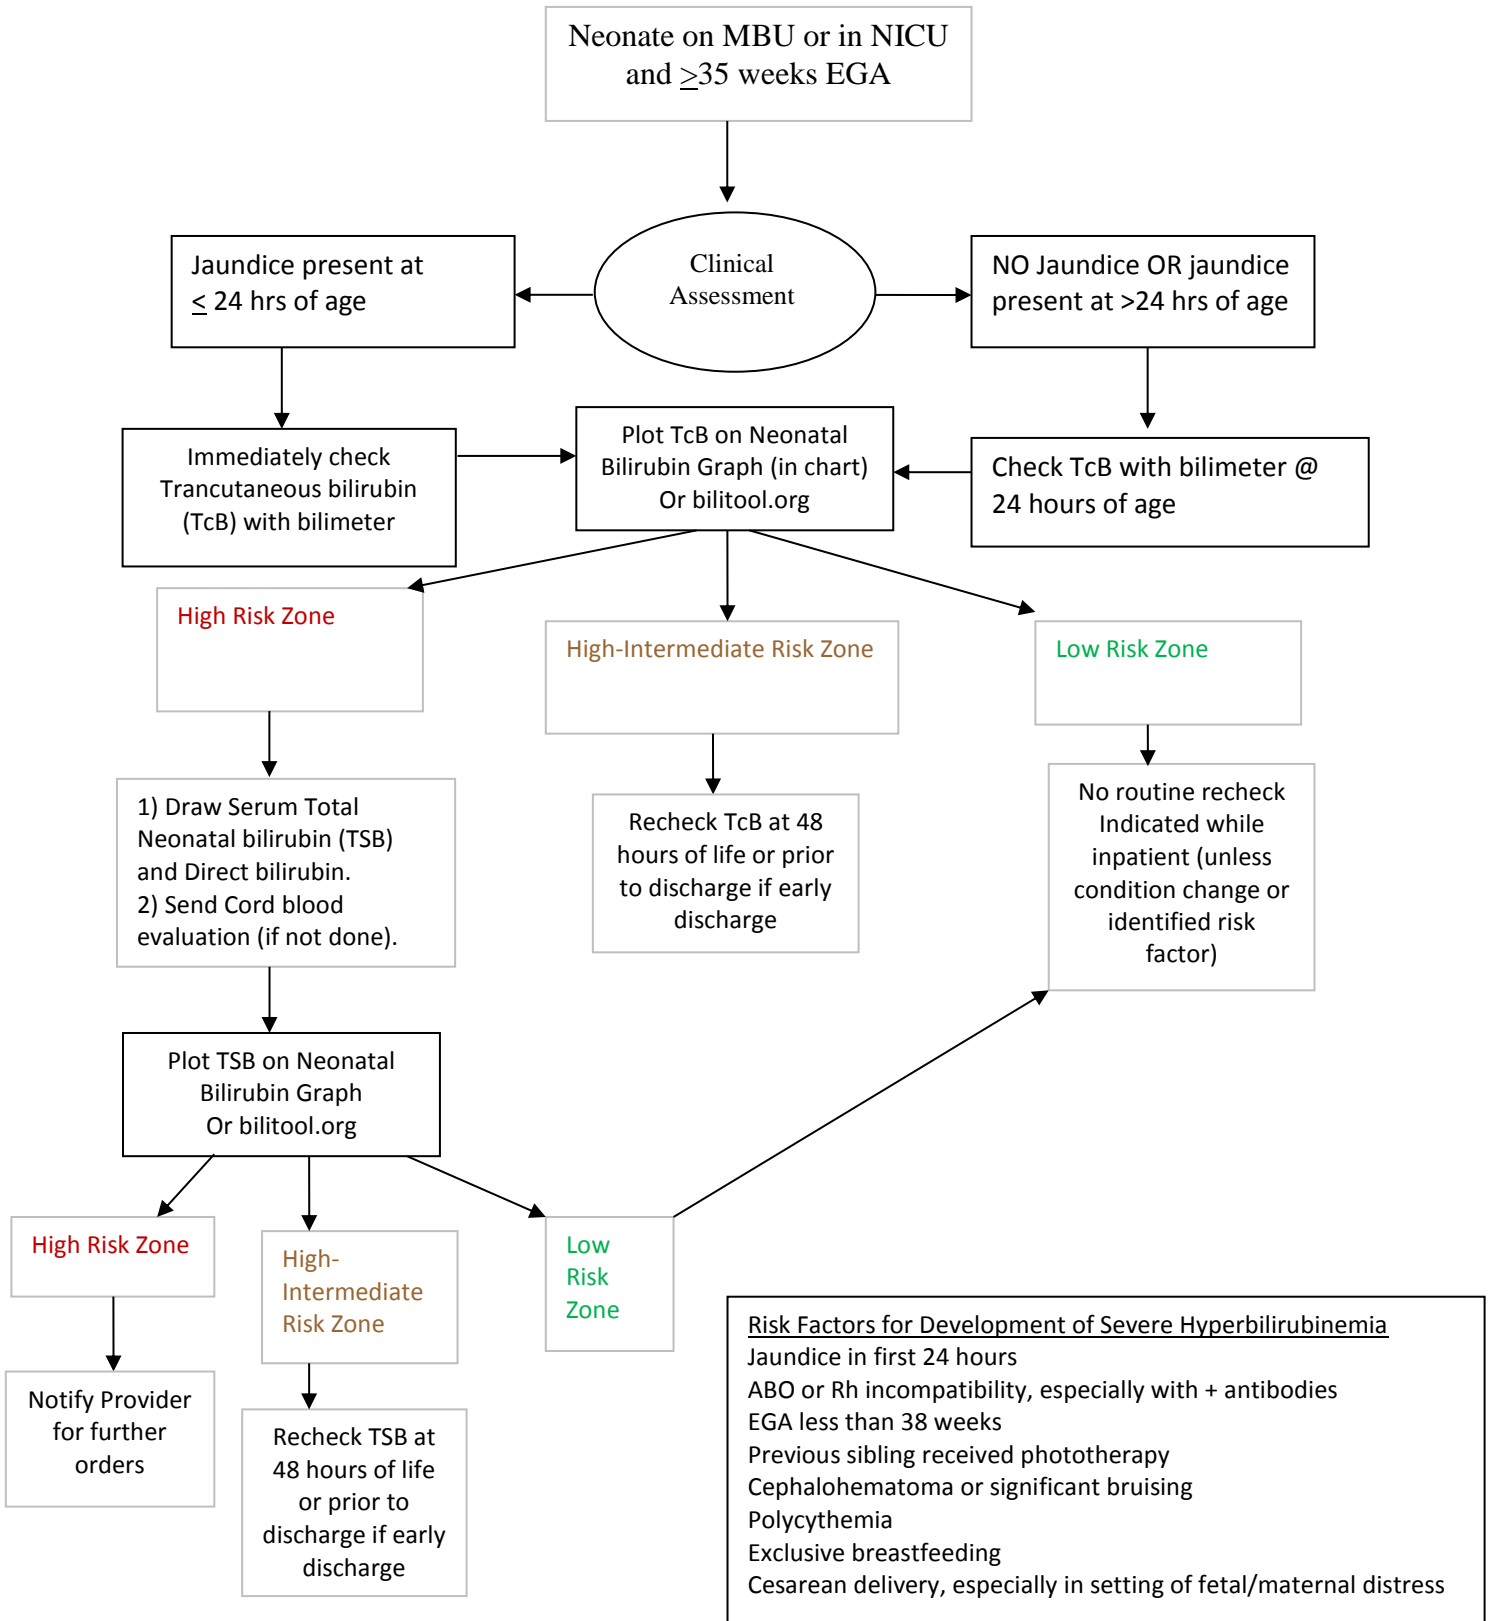 Neonate on MBU or in NICU
and ≥35 weeks EGA
Clinical
Assessment
Jaundice present at
≤ 24 hrs of age
NO Jaundice OR jaundice
present at >24 hrs of age
Immediately check
Trancutaneous bilirubin
(TcB) with bilimeter
Plot TcB on Neonatal
Bilirubin Graph (in chart)
Or bilitool.org
Check TcB with bilimeter @
24 hours of age
High Risk Zone
High-Intermediate Risk Zone
Low Risk Zone
1) Draw Serum Total
Neonatal bilirubin (TSB)
and Direct bilirubin.
2) Send Cord blood
evaluation (if not done).
Recheck TcB at 48
hours of life or prior
to discharge if early
discharge
No routine recheck
Indicated while
inpatient (unless
condition change or
identified risk
factor)
Plot TSB on Neonatal
Bilirubin Graph
Or bilitool.org
High Risk Zone
High-
Intermediate
Risk Zone
Low
Risk
Zone
Notify Provider
for further
orders
Recheck TSB at
48 hours of life
or prior to
discharge if early
discharge
Risk Factors for Development of Severe Hyperbilirubinemia
Jaundice in first 24 hours
ABO or Rh incompatibility, especially with + antibodies
EGA less than 38 weeks
Previous sibling received phototherapy
Cephalohematoma or significant bruising
Polycythemia
Exclusive breastfeeding
Cesarean delivery, especially in setting of fetal/maternal distress